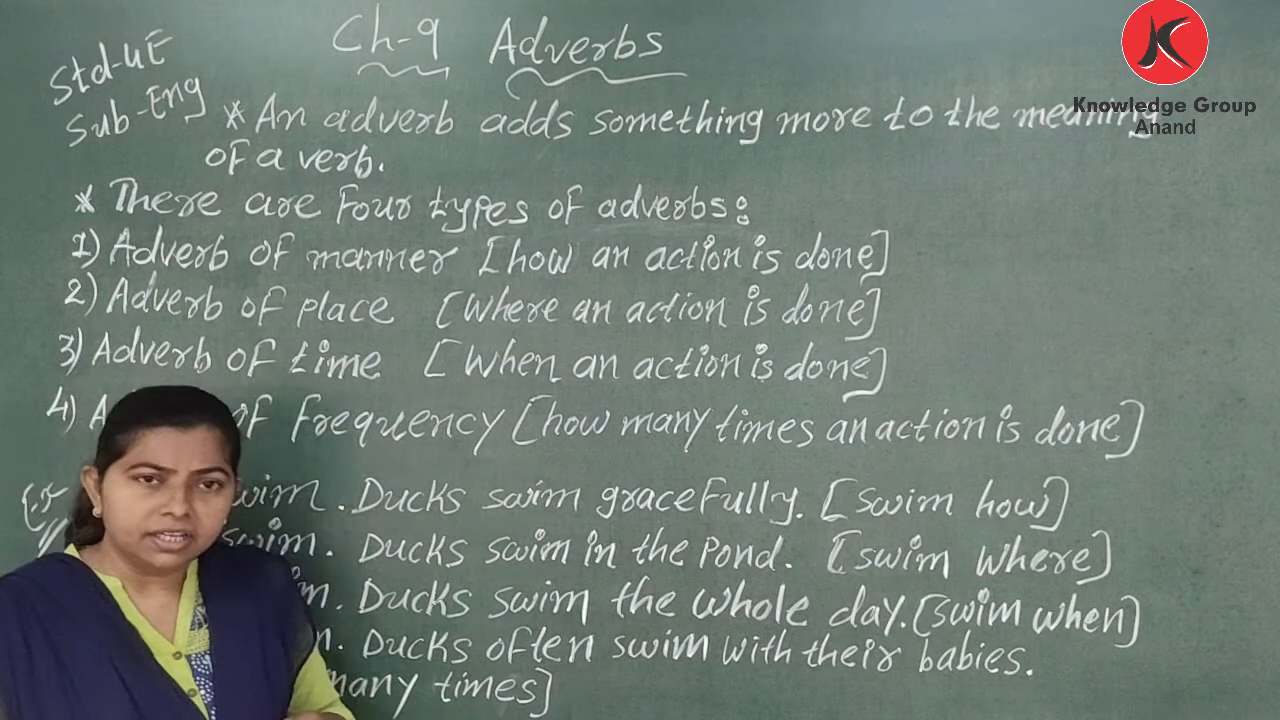 Ch-9 Adverbs
Std-4E
Sub-Eng
Knowledge Group
Anand
* An adverb adds something more to the meaning
of a verb.
* There are Four types of adverbs:
1) Adverb of manner [how an action is done]
2) Adverb of place [Where an action is done]
3) Adverb of time [When an action is done]
4) of Frequency [how many times an action is done]
Ex swim. Ducks swim graceFully. [swim how]
swim. Ducks swim in the Pond. [swim where]
Ducks swim the whole day. [swim when]
Ducks often swim with their babies.
many times]